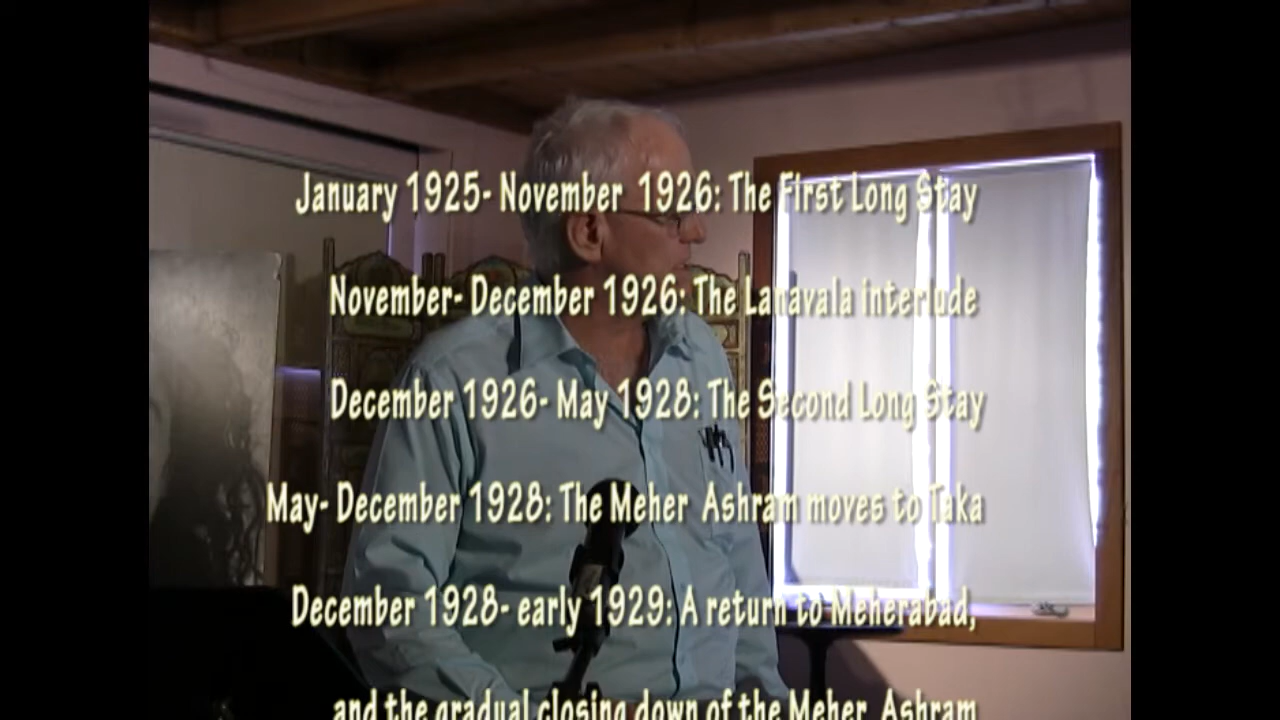 January 1925- November 1926: The First Long Stay
November- December 1926: The Lanavala interlude
December 1926- May 1928: The Second Long Stay
May- December 1928: The Meher Ashram moves to Toka
December 1928- early 1929: A return to Meherabad,
and the gradual closing down of the Meher Ashram